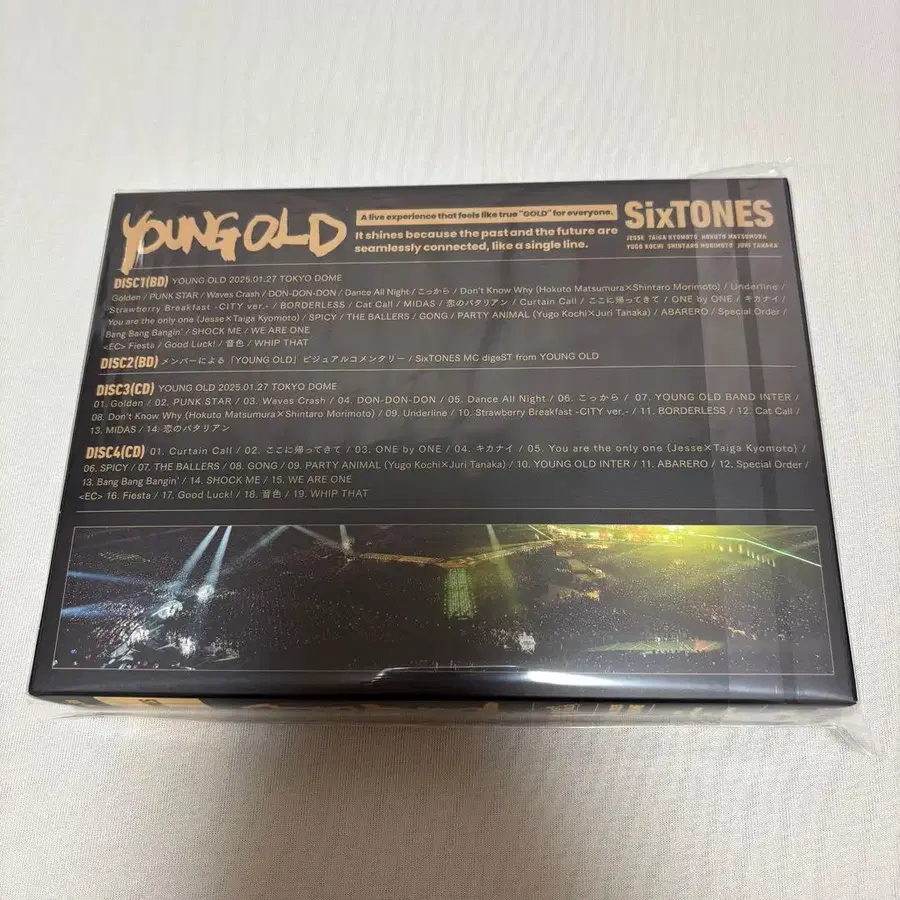 YOUNG OLD
A live experience that feels like true "GOLD" for everyone.
It shines because the past and the future are
seamlessly connected, like a single line.
SixTONES
JESSE TAIGA KYOMOTO HOKUTO MATSUMURA
YUGO KOCHI SHINTARO MORIMOTO JURI TANAKA
DISC1(BD) YOUNG OLD 2025.01.27 TOKYO DOME
Golden / PUNK STAR / Waves Crash / DON-DON-DON / Dance All Night / こっから / Don't Know Why (Hokuto Matsumura×Shintaro Morimoto) / Underline /
Strawberry Breakfast -CITY ver.- / BORDERLESS / Cat Call / MIDAS / 恋のバタリアン / Curtain Call / ここに帰ってきて / ONE by ONE / キカナイ /
You are the only one (Jesse×Taiga Kyomoto) / SPICY / THE BALLERS / GONG / PARTY ANIMAL (Yugo Kochi×Juri Tanaka) / ABARERO / Special Order /
Bang Bang Bangin' / SHOCK ME / WE ARE ONE
<EC> Fiesta / Good Luck! / 音色 / WHIP THAT
DISC2(BD) メンバーによる「YOUNG OLD」ビジュアルコメンタリー / SixTONES MC digeST from YOUNG OLD
DISC3(CD) YOUNG OLD 2025.01.27 TOKYO DOME
01. Golden / 02. PUNK STAR / 03. Waves Crash / 04. DON-DON-DON / 05. Dance All Night / 06. こっから / 07. YOUNG OLD BAND INTER /
08. Don't Know Why (Hokuto Matsumura×Shintaro Morimoto) / 09. Underline / 10. Strawberry Breakfast -CITY ver.- / 11. BORDERLESS / 12. Cat Call /
13. MIDAS / 14. 恋のバタリアン
DISC4(CD) 01. Curtain Call / 02. ここに帰ってきて / 03. ONE by ONE / 04. キカナイ / 05. You are the only one (Jesse×Taiga Kyomoto) /
06. SPICY / 07. THE BALLERS / 08. GONG / 09. PARTY ANIMAL (Yugo Kochi×Juri Tanaka) / 10. YOUNG OLD INTER / 11. ABARERO / 12. Special Order /
13. Bang Bang Bangin' / 14. SHOCK ME / 15. WE ARE ONE
<EC> 16. Fiesta / 17. Good Luck! / 18. 音色 / 19. WHIP THAT